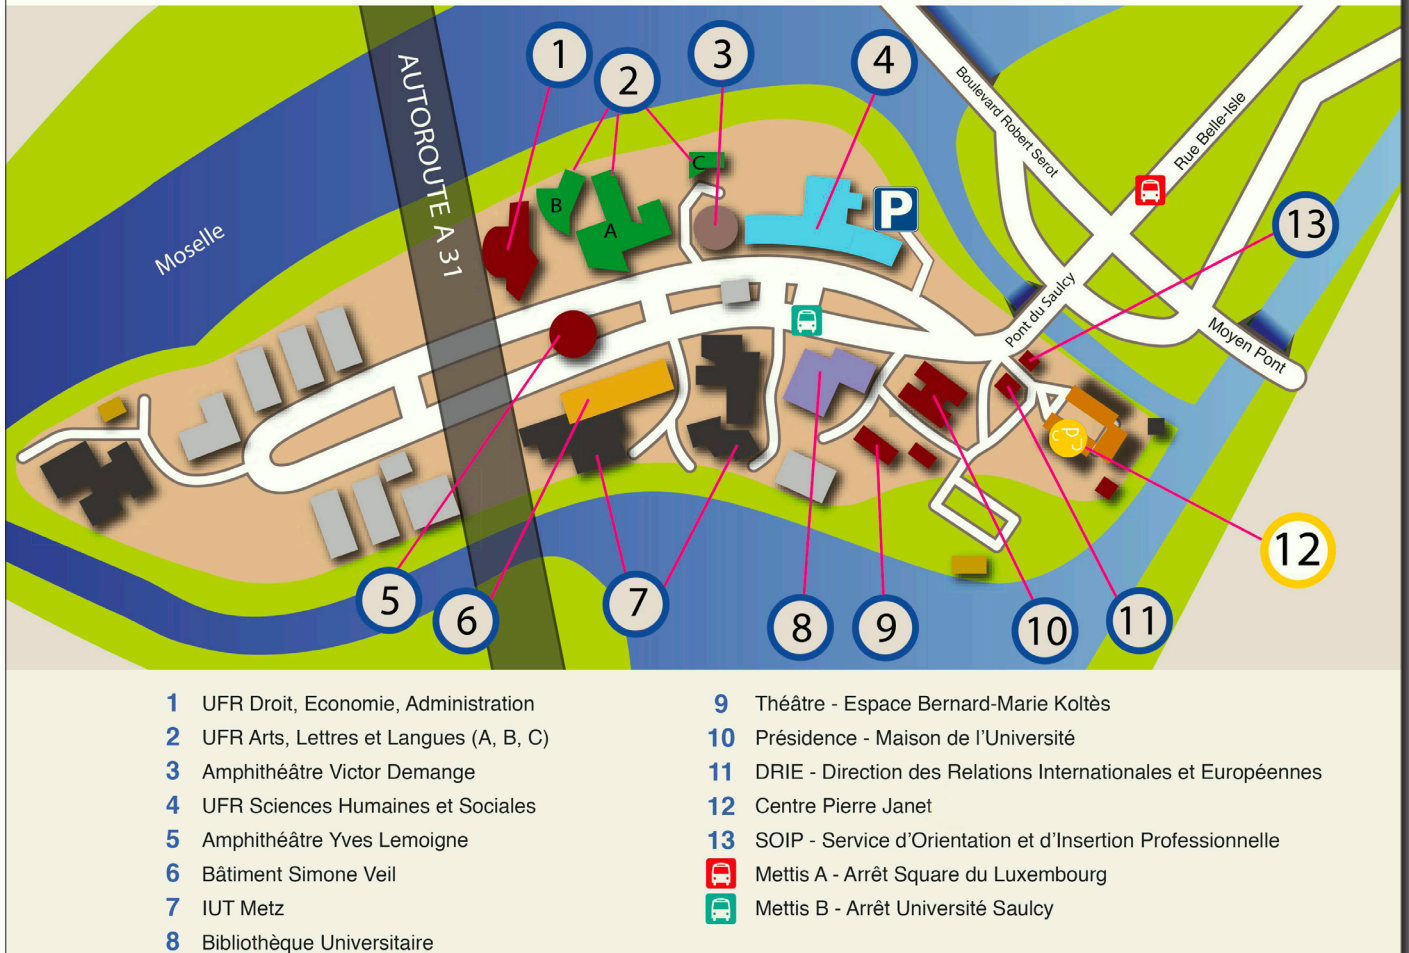 1
2
3
4
AUTOROUTE A 31
Boulevard Robert Serot
Rue Belle-Isle
C
B
A
P
13
Moselle
Pont du Saulcy
Moyen Pont
CPJ
12
5
6
7
8
9
10
11
1 UFR Droit, Economie, Administration
2 UFR Arts, Lettres et Langues (A, B, C)
3 Amphithéâtre Victor Demange
4 UFR Sciences Humaines et Sociales
5 Amphithéâtre Yves Lemoigne
6 Bâtiment Simone Veil
7 IUT Metz
8 Bibliothèque Universitaire
9 Théâtre - Espace Bernard-Marie Koltès
10 Présidence - Maison de l'Université
11 DRIE - Direction des Relations Internationales et Européennes
12 Centre Pierre Janet
13 SOIP - Service d'Orientation et d'Insertion Professionnelle
Mettis A - Arrêt Square du Luxembourg
Mettis B - Arrêt Université Saulcy